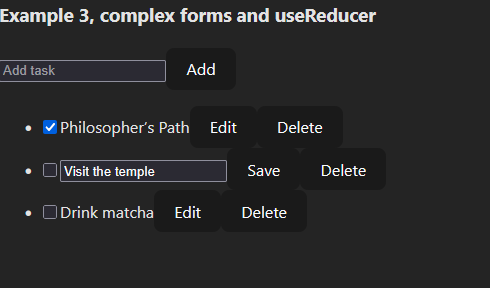 Example 3, complex forms and useReducer
Add task Add
Philosopher’s Path Edit Delete
Visit the temple Save Delete
Drink matcha Edit Delete